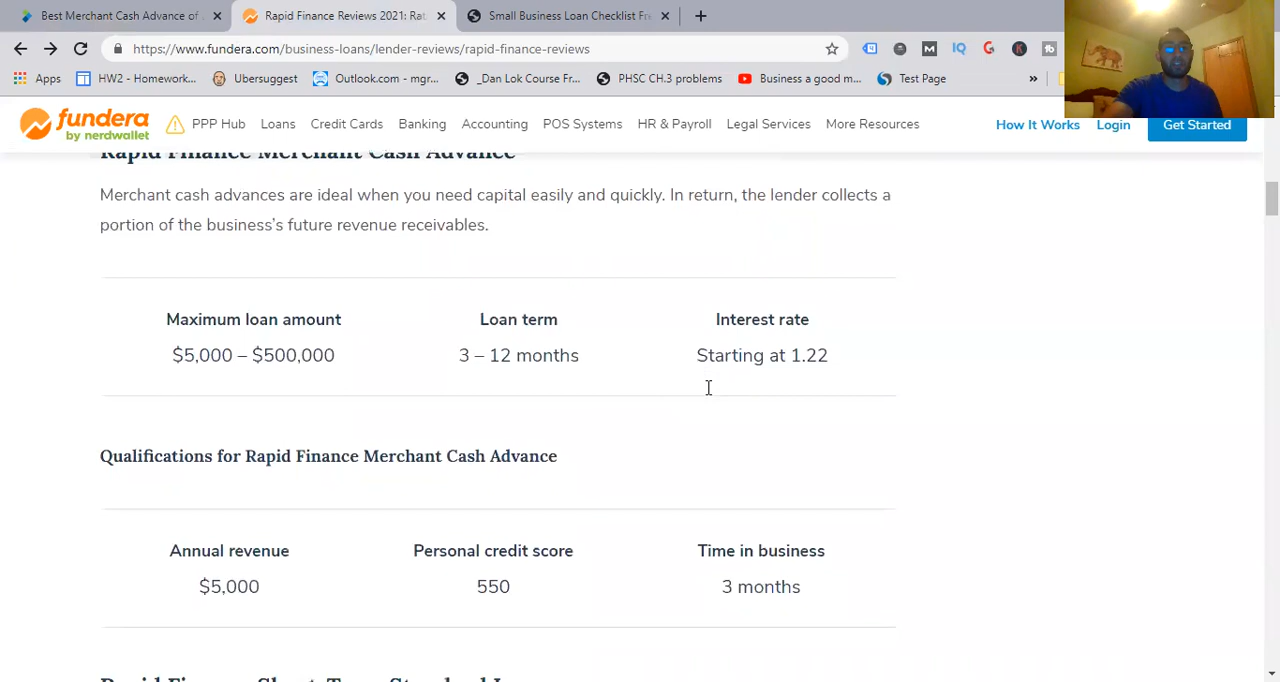 Best Merchant Cash Advance of
Rapid Finance Reviews 2021: Rat
Small Business Loan Checklist Fre
https://www.fundera.com/business-loans/lender-reviews/rapid-finance-reviews
Apps
HW2 - Homework...
Ubersuggest
Outlook.com - mgr...
_Dan Lok Course Fr...
PHSC CH.3 problems
Business a good m...
Test Page
fundera
by nerdwallet
PPP Hub
Loans
Credit Cards
Banking
Accounting
POS Systems
HR & Payroll
Legal Services
More Resources
How It Works
Login
Get Started
Rapid Finance Merchant Cash Advance
Merchant cash advances are ideal when you need capital easily and quickly. In return, the lender collects a
portion of the business's future revenue receivables.
Maximum loan amount
Loan term
Interest rate
$5,000 – $500,000
3 – 12 months
Starting at 1.22
Qualifications for Rapid Finance Merchant Cash Advance
Annual revenue
Personal credit score
Time in business
$5,000
550
3 months